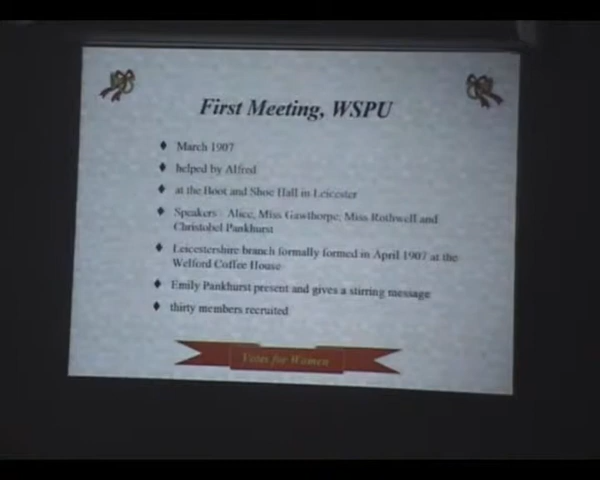 First Meeting, WSPU
March 1907
helped by Alfred
at the Boot and Shoe Hall in Leicester
Speakers - Alice, Miss Gawthorpe, Miss Rothwell and
Christobel Pankhurst
Leicestershire branch formally formed in April 1907 at the
Welford Coffee House
Emily Pankhurst present and gives a stirring message
thirty members recruited
Votes for Women